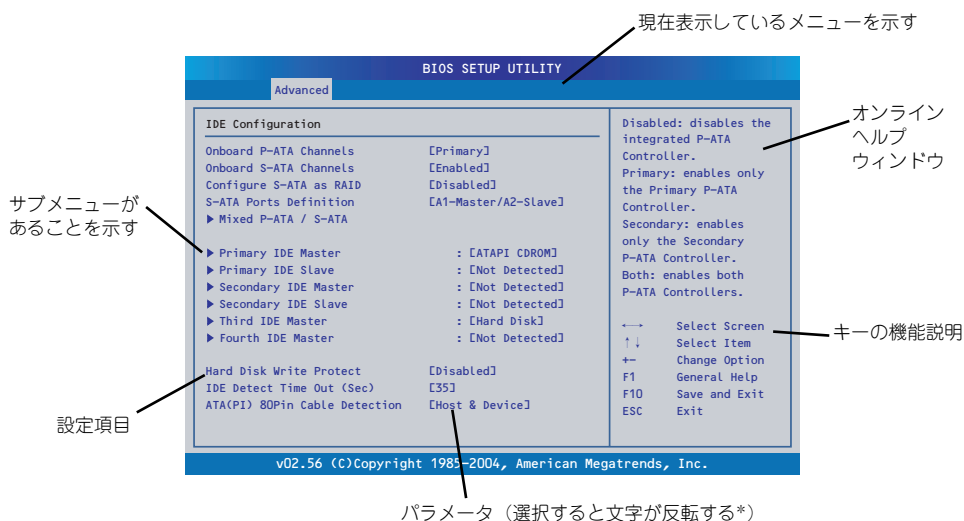 現在表示しているメニューを示す
BIOS SETUP UTILITY
Advanced
IDE Configuration
Onboard P-ATA Channels [Primary]
Onboard S-ATA Channels [Enabled]
Configure S-ATA as RAID [Disabled]
S-ATA Ports Definition [A1-Master/A2-Slave]
▶ Mixed P-ATA / S-ATA
▶ Primary IDE Master : [ATAPI CDROM]
▶ Primary IDE Slave : [Not Detected]
▶ Secondary IDE Master : [Not Detected]
▶ Secondary IDE Slave : [Not Detected]
▶ Third IDE Master : [Hard Disk]
▶ Fourth IDE Master : [Not Detected]
Hard Disk Write Protect [Disabled]
IDE Detect Time Out (Sec) [35]
ATA(PI) 80Pin Cable Detection [Host & Device]
Disabled: disables the
integrated P-ATA
Controller.
Primary: enables only
the Primary P-ATA
Controller.
Secondary: enables
only the Secondary
P-ATA Controller.
Both: enables both
P-ATA Controllers.
←→ Select Screen
↑↓ Select Item
+- Change Option
F1 General Help
F10 Save and Exit
ESC Exit
v02.56 (C)Copyright 1985-2004, American Megatrends, Inc.
オンライン
ヘルプ
ウィンドウ
サブメニューが
あることを示す
キーの機能説明
設定項目
パラメータ（選択すると文字が反転する*）